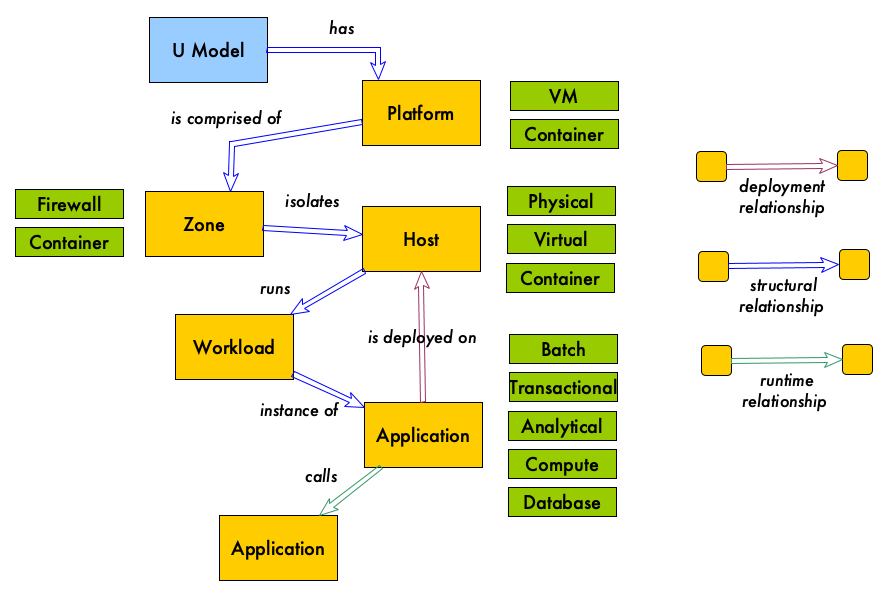 has
U Model
Platform
VM
is comprised of
Container
deployment
relationship
Firewall
Zone
isolates
Physical
Container
Host
Virtual
Container
structural
relationship
runs
Workload
is deployed on
Batch
Transactional
instance of
Application
Analytical
runtime
relationship
calls
Compute
Database
Application